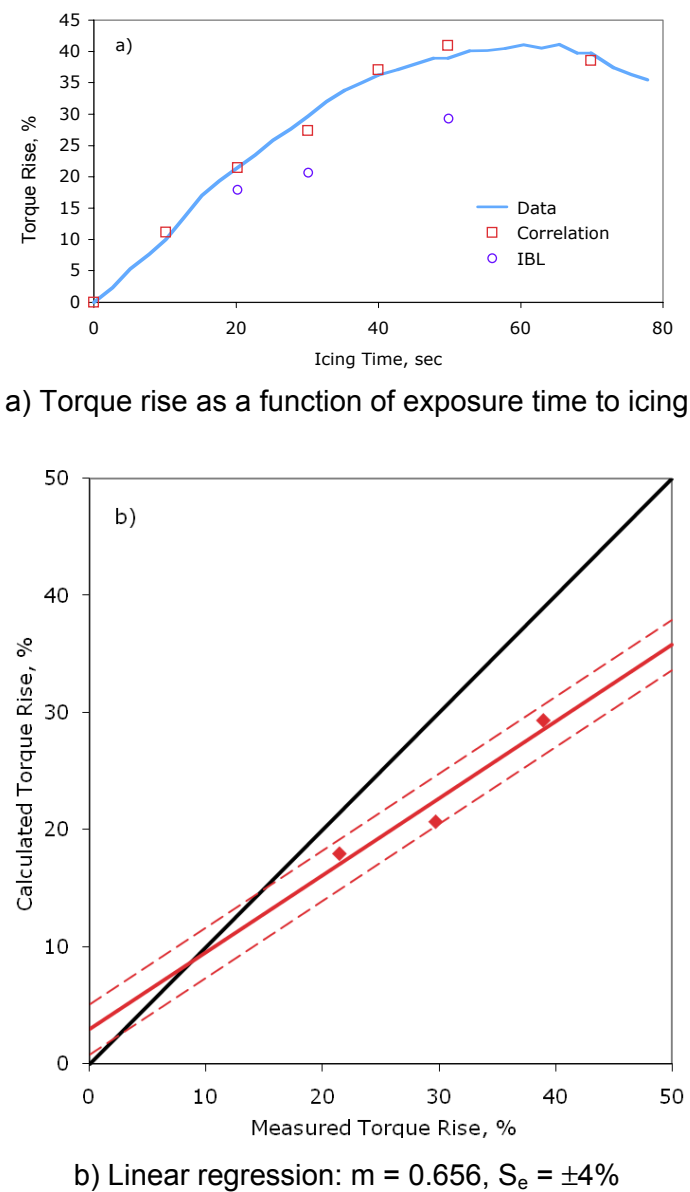 a)
45
40
35
30
25
20
15
10
5
0
Torque Rise, %
Data
Correlation
IBL
0 20 40 60 80
Icing Time, sec
a) Torque rise as a function of exposure time to icing
b)
50
40
30
20
10
0
Calculated Torque Rise, %
0 10 20 30 40 50
Measured Torque Rise, %
b) Linear regression: m = 0.656, Sₑ = ±4%